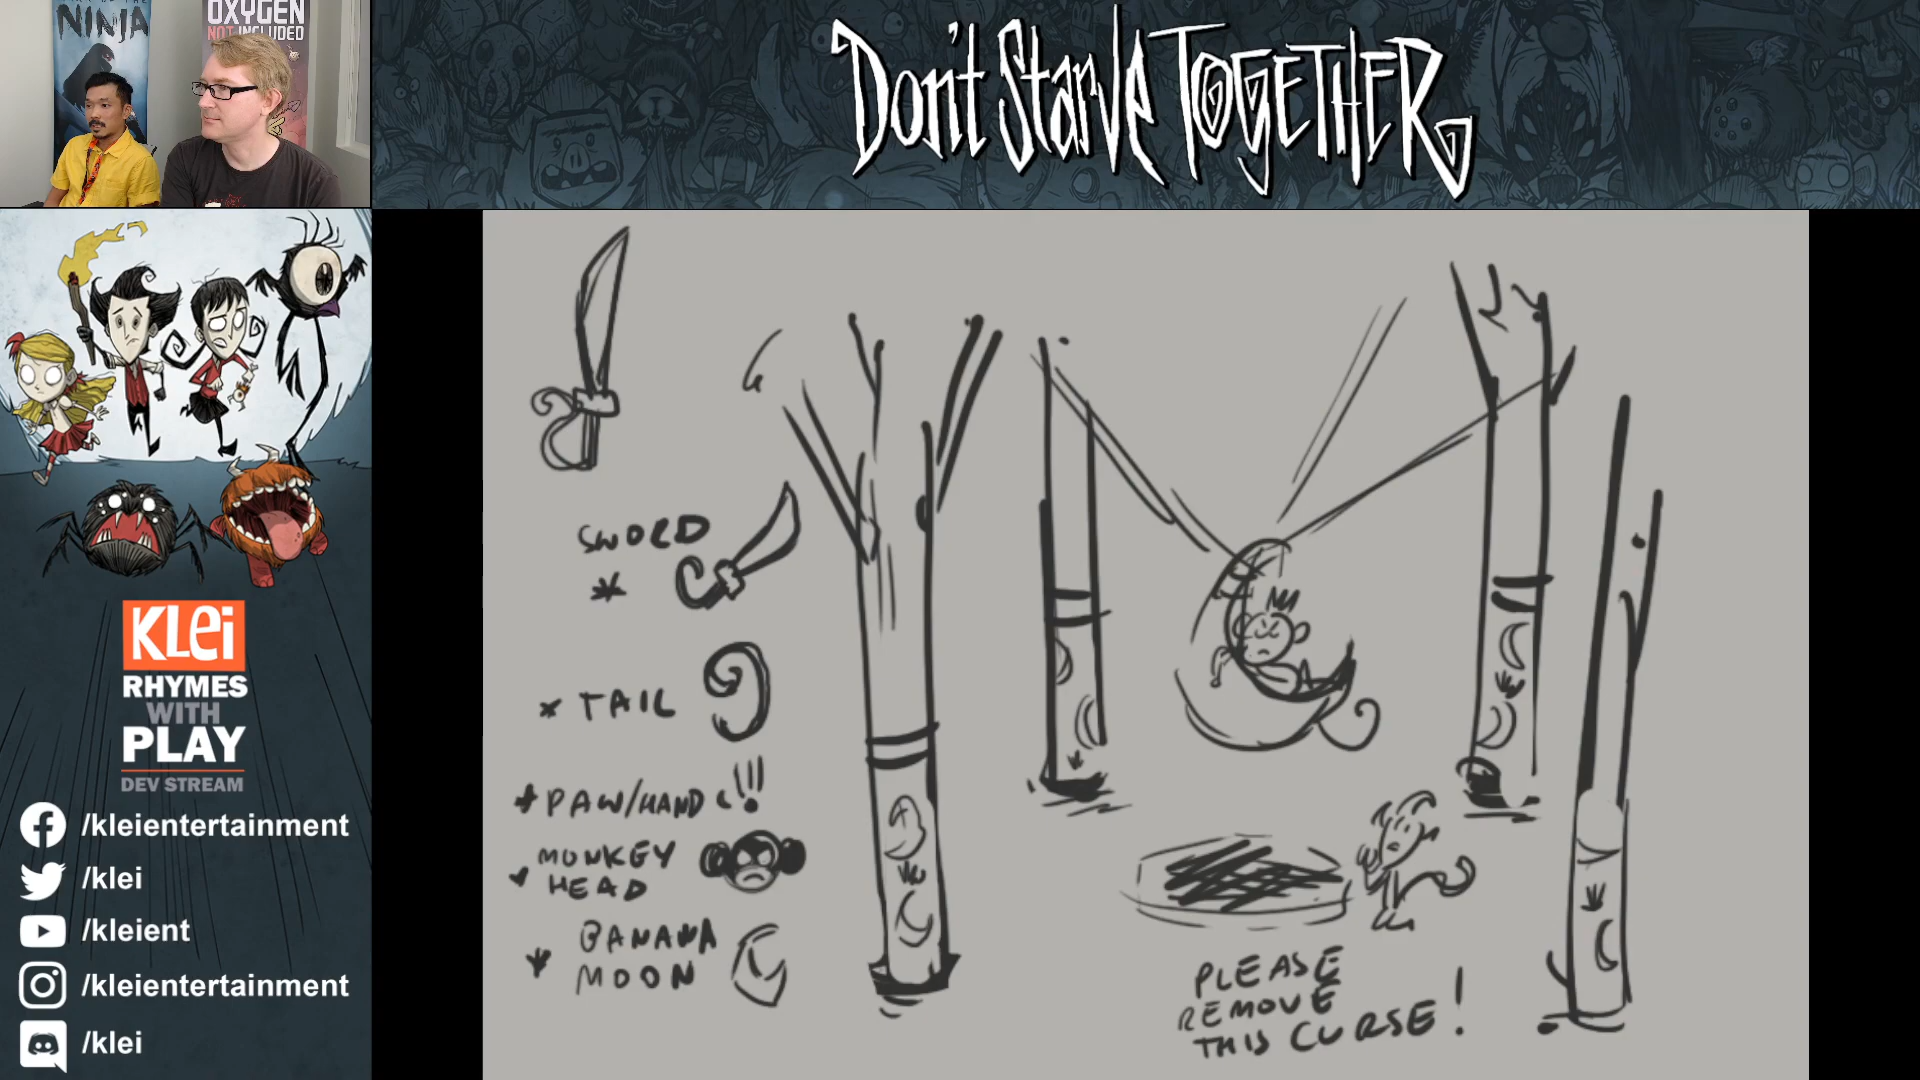 NINJA
OXYGEN
NOT INCLUDED
Don't Starve TOGETHER
KLei
RHYMES
WITH
PLAY
DEV STREAM
/kleientertainment
/klei
/kleient
/kleientertainment
/klei
SWORD
TAIL
PAW/HAND
MONKEY
HEAD
BANANA
MOON
PLEASE
REMOVE
THIS CURSE!